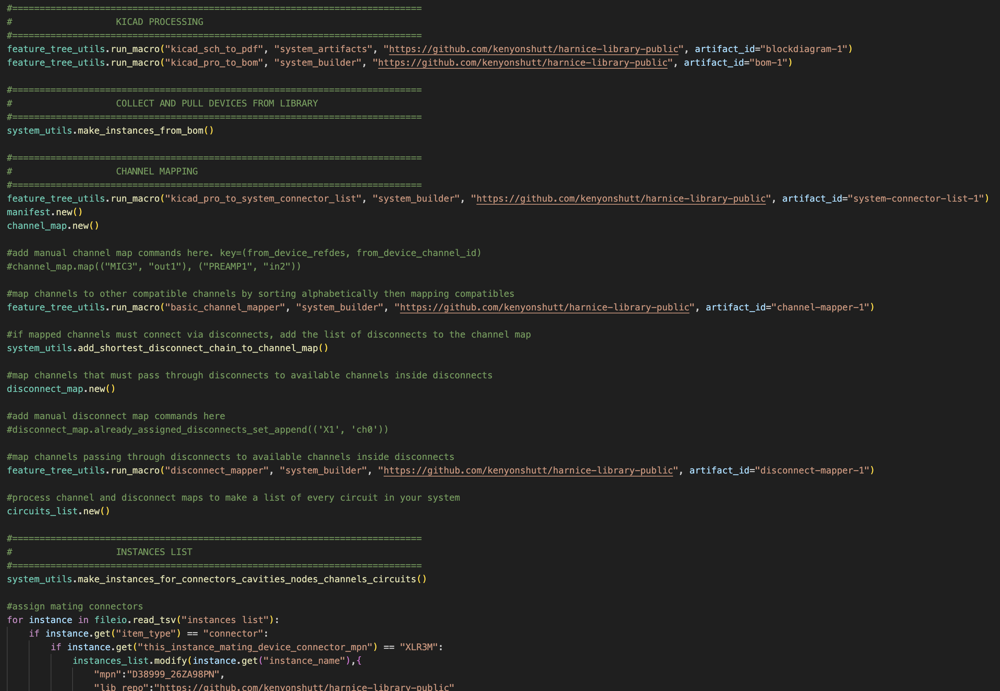 #===========================================================================
#                   KICAD PROCESSING
#===========================================================================
feature_tree_utils.run_macro("kicad_sch_to_pdf", "system_artifacts", "https://github.com/kenyonshutt/harnice-library-public", artifact_id="blockdiagram-1")
feature_tree_utils.run_macro("kicad_pro_to_bom", "system_builder", "https://github.com/kenyonshutt/harnice-library-public", artifact_id="bom-1")

#===========================================================================
#                   COLLECT AND PULL DEVICES FROM LIBRARY
#===========================================================================
system_utils.make_instances_from_bom()

#===========================================================================
#                   CHANNEL MAPPING
#===========================================================================
feature_tree_utils.run_macro("kicad_pro_to_system_connector_list", "system_builder", "https://github.com/kenyonshutt/harnice-library-public", artifact_id="system-connector-list-1")
manifest.new()
channel_map.new()

#add manual channel map commands here. key=(from_device_refdes, from_device_channel_id)
#channel_map.map(("MIC3", "out1"), ("PREAMP1", "in2"))

#map channels to other compatible channels by sorting alphabetically then mapping compatibles
feature_tree_utils.run_macro("basic_channel_mapper", "system_builder", "https://github.com/kenyonshutt/harnice-library-public", artifact_id="channel-mapper-1")

#if mapped channels must connect via disconnects, add the list of disconnects to the channel map
system_utils.add_shortest_disconnect_chain_to_channel_map()

#map channels that must pass through disconnects to available channels inside disconnects
disconnect_map.new()

#add manual disconnect map commands here
#disconnect_map.already_assigned_disconnects_set_append(('X1', 'ch0'))

#map channels passing through disconnects to available channels inside disconnects
feature_tree_utils.run_macro("disconnect_mapper", "system_builder", "https://github.com/kenyonshutt/harnice-library-public", artifact_id="disconnect-mapper-1")

#process channel and disconnect maps to make a list of every circuit in your system
circuits_list.new()

#===========================================================================
#                   INSTANCES LIST
#===========================================================================
system_utils.make_instances_for_connectors_cavities_nodes_channels_circuits()

#assign mating connectors
for instance in fileio.read_tsv("instances list"):
    if instance.get("item_type") == "connector":
        if instance.get("this_instance_mating_device_connector_mpn") == "XLR3M":
            instances_list.modify(instance.get("instance_name"),{
                "mpn":"D38999_26ZA98PN",
                "lib_repo":"https://github.com/kenyonshutt/harnice-library-public"